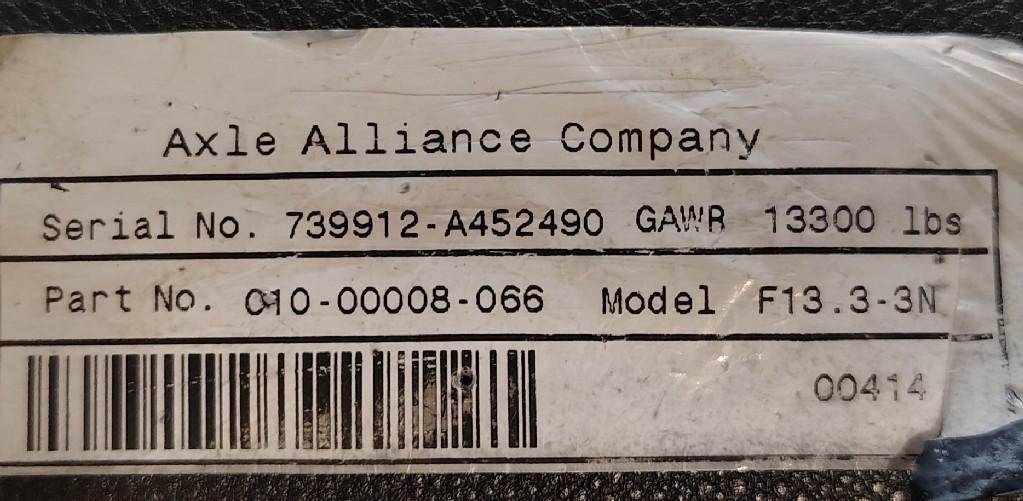 Axle Alliance Company
Serial No. 739912-A452490 GAWR 13300 lbs
Part No. C10-00008-066 Model F13.3-3N
00414